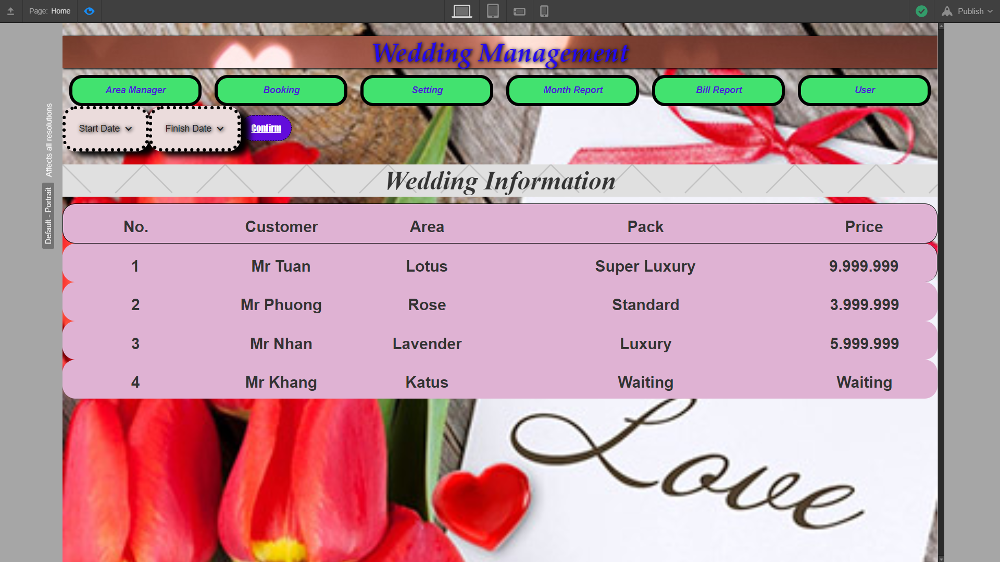 Page: Home
Publish
Wedding Management
Area Manager Booking Setting Month Report Bill Report User
Start Date Finish Date Confirm
Affects all resolutions
Default - Portrait
Wedding Information
No. Customer Area Pack Price
1 Mr Tuan Lotus Super Luxury 9.999.999
2 Mr Phuong Rose Standard 3.999.999
3 Mr Nhan Lavender Luxury 5.999.999
4 Mr Khang Katus Waiting Waiting
Love